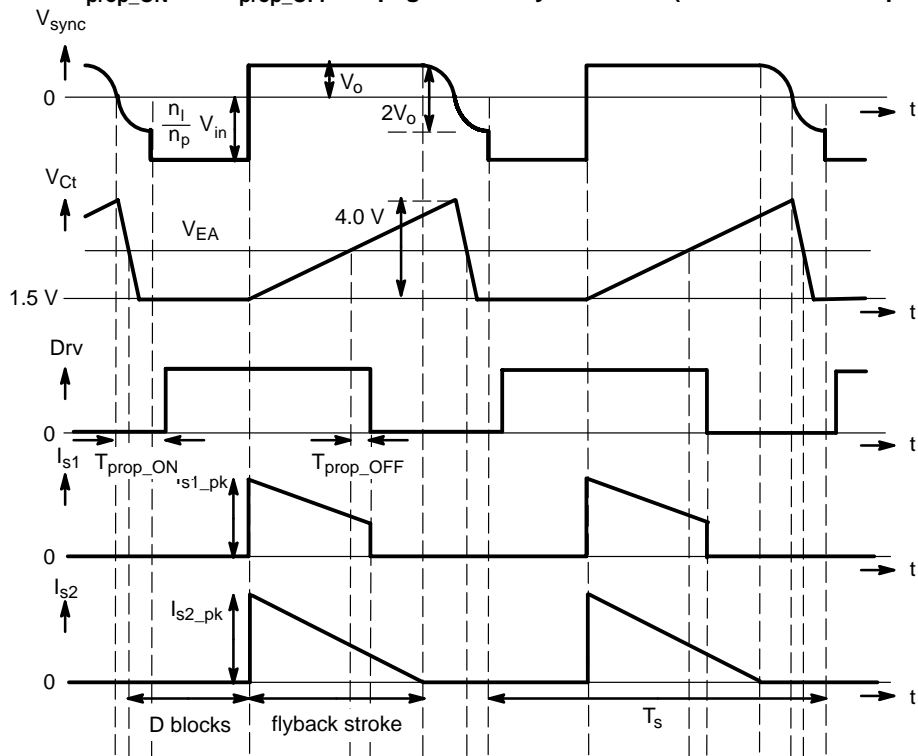 V_sync
0
n_l
n_p
V_in
V_o
2V_o
t
V_Ct
V_EA
4.0 V
1.5 V
t
Drv
0
t
I_s1
T_prop_ON
T_prop_OFF
I_s1_pk
0
t
I_s2
I_s2_pk
0
t
D blocks
flyback stroke
T_s